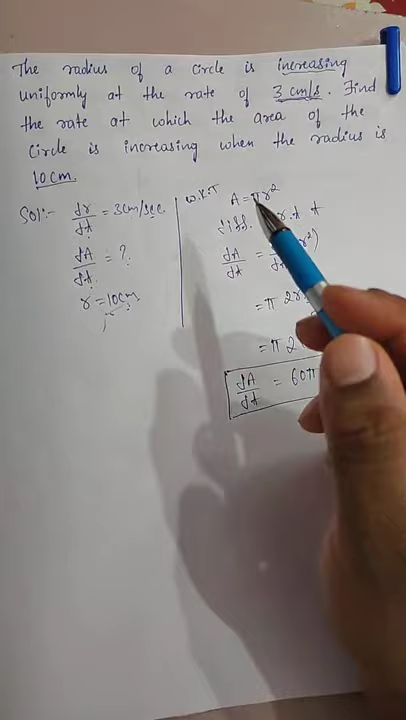 The radius of a circle is increasing
uniformly at the rate of 3 cm/s. Find
the rate at which the area of the
circle is increasing when the radius is
10 cm.
Sol:- dr/dt = 3cm/sec.
dA/dt = ?
r = 10cm
W.K.T A = πr²
diff. w.r.t t
dA/dt = r²)
= π 2r
= π 2
dA/dt = 60π